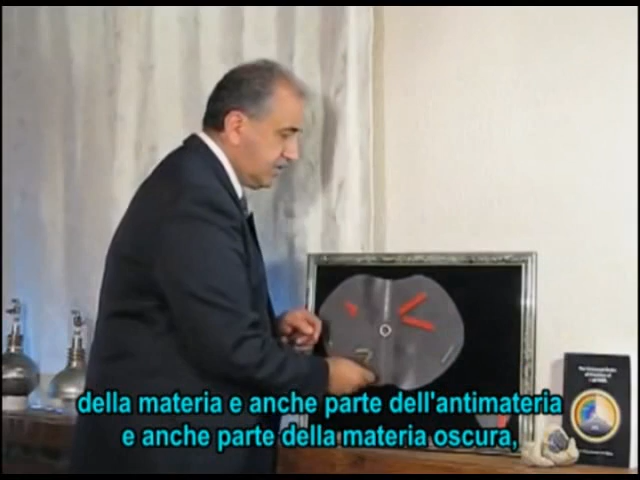 della materia e anche parte dell'antimateria
e anche parte della materia oscura,